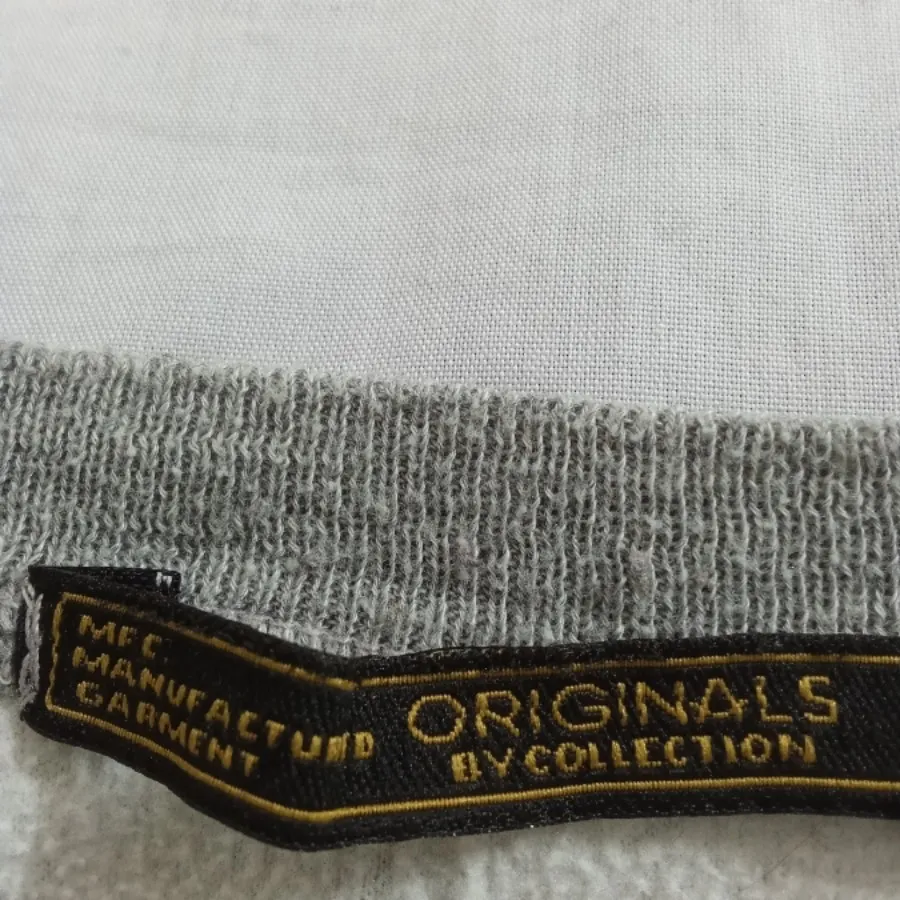 MFC.
MANUFACTURED
GARMENT
ORIGINALS
BY COLLECTION